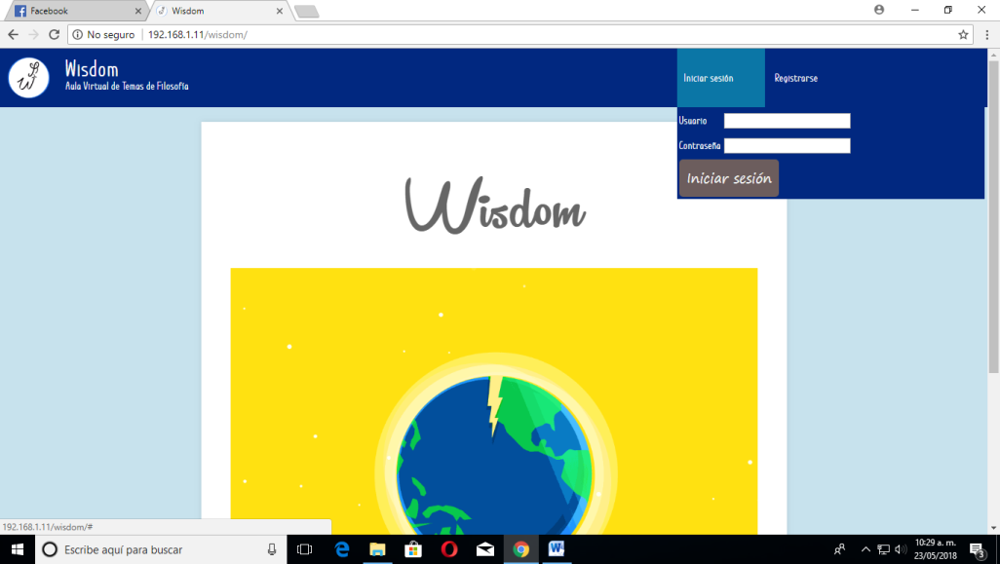 Facebook
Wisdom
No seguro
192.168.1.11/wisdom/
W
Wisdom
Aula Virtual de Temas de Filosofía
Iniciar sesión
Registrarse
Usuario
Contraseña
Iniciar sesión
Wisdom
192.168.1.11/wisdom/#
Escribe aquí para buscar
10:29 a. m.
23/05/2018
3